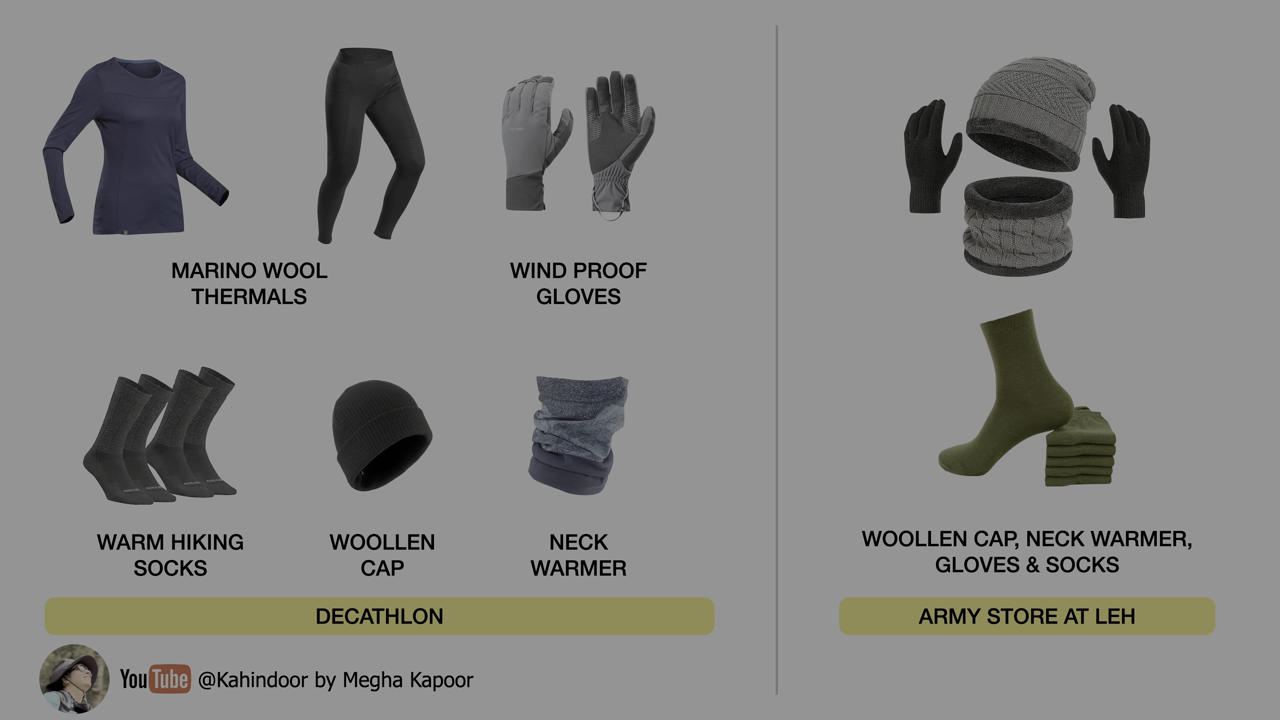 MARINO WOOL
THERMALS
WIND PROOF
GLOVES
WARM HIKING
SOCKS
WOOLLEN
CAP
NECK
WARMER
DECATHLON
WOOLLEN CAP, NECK WARMER,
GLOVES & SOCKS
ARMY STORE AT LEH
YouTube @Kahindoor by Megha Kapoor